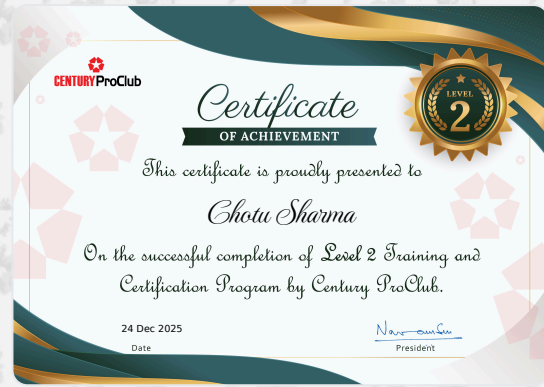 CENTURY ProClub
LEVEL
2
Certificate
OF ACHIEVEMENT
This certificate is proudly presented to
Chotu Sharma
On the successful completion of Level 2 Training and
Certification Program by Century ProClub.
24 Dec 2025
Date
President